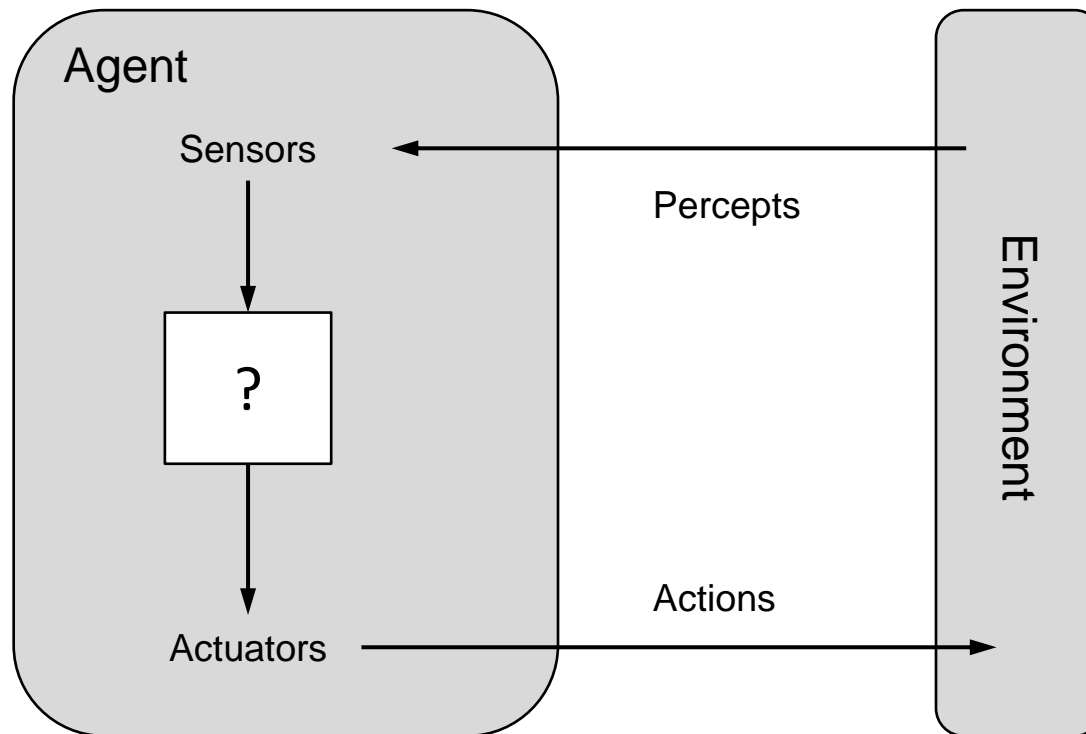 Agent
Sensors
Percepts
Environment
?
Actions
Actuators